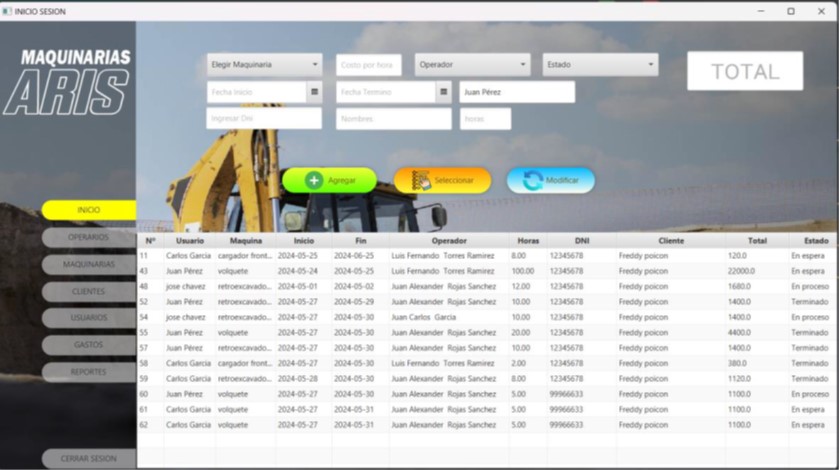 INICIO SESION
MAQUINARIAS
ARIS
Elegir Maquinaria Costo por hora Operador Estado
TOTAL
Fecha Inicio Fecha Termino Juan Pérez
Ingresar Dni Nombres horas
Agregar Seleccionar Modificar
INICIO
OPERARIOS
MAQUINARIAS
CLIENTES
USUARIOS
GASTOS
REPORTES
CERRAR SESION
Nº Usuario Maquina Inicio Fin Operador Horas DNI Cliente Total Estado
11 Carlos Garcia cargador front... 2024-05-25 2024-06-25 Luis Fernando Torres Ramirez 8.00 12345678 Freddy poicon 120.0 En espera
43 Juan Pérez volquete 2024-05-24 2024-05-25 Luis Fernando Torres Ramirez 100.00 12345678 Freddy poicon 22000.0 En espera
48 jose chavez retroexcavado... 2024-05-01 2024-05-02 Juan Alexander Rojas Sanchez 12.00 12345678 Freddy poicon 1680.0 En proceso
52 Juan Pérez retroexcavado... 2024-05-27 2024-05-29 Juan Alexander Rojas Sanchez 10.00 12345678 Freddy poicon 1400.0 Terminado
54 jose chavez retroexcavado... 2024-05-27 2024-05-30 Juan Carlos Garcia 10.00 12345678 Freddy poicon 1400.0 En proceso
55 Juan Pérez volquete 2024-05-27 2024-05-30 Juan Alexander Rojas Sanchez 20.00 12345678 Freddy poicon 4400.0 Terminado
57 Juan Pérez retroexcavado... 2024-05-27 2024-05-30 Juan Alexander Rojas Sanchez 10.00 12345678 Freddy poicon 1400.0 Terminado
58 Carlos Garcia cargador front... 2024-05-27 2024-05-30 Luis Fernando Torres Ramirez 2.00 12345678 Freddy poicon 380.0 Terminado
59 Carlos Garcia retroexcavado... 2024-05-28 2024-05-30 Juan Alexander Rojas Sanchez 8.00 12345678 Freddy poicon 1120.0 Terminado
60 Juan Pérez volquete 2024-05-27 2024-05-30 Juan Alexander Rojas Sanchez 5.00 99966633 Freddy poicon 1100.0 En proceso
61 Carlos Garcia volquete 2024-05-27 2024-05-31 Juan Alexander Rojas Sanchez 5.00 99966633 Freddy poicon 1100.0 En espera
62 Carlos Garcia volquete 2024-05-27 2024-05-31 Juan Alexander Rojas Sanchez 5.00 99966633 Freddy poicon 1100.0 En espera